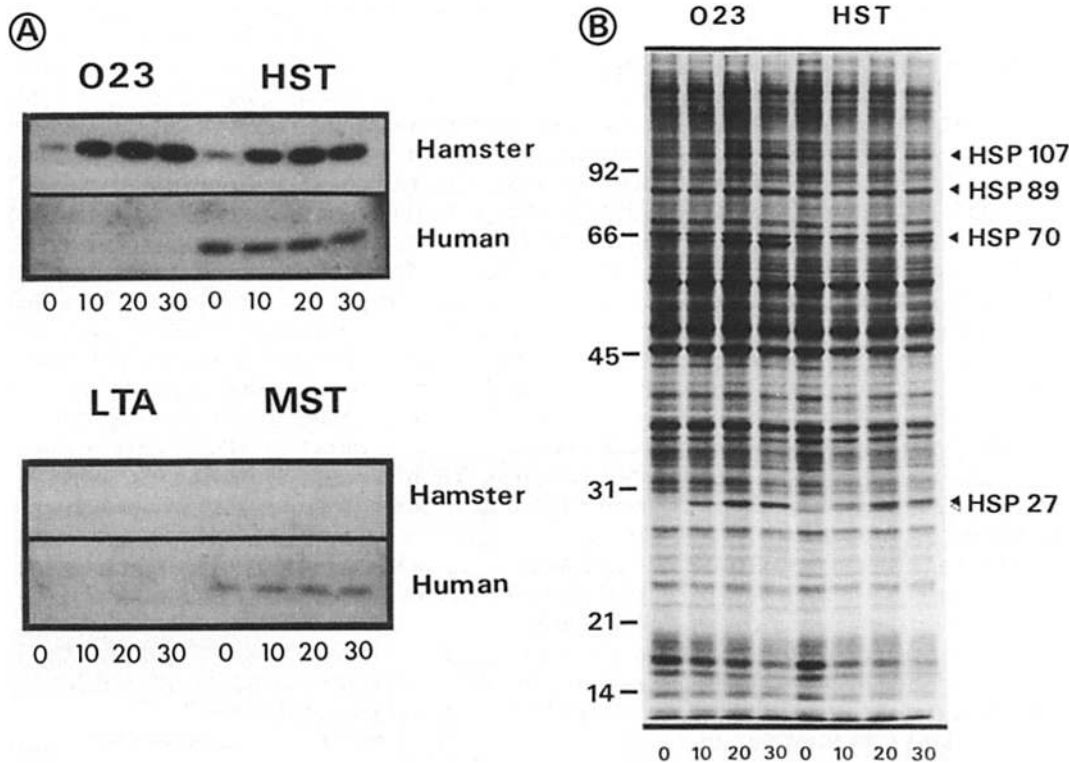 A
O23 HST
Hamster
Human
0 10 20 30 0 10 20 30
LTA MST
Hamster
Human
0 10 20 30 0 10 20 30
B
O23 HST
HSP 107
92
HSP 89
66
HSP 70
45
31
HSP 27
21
14
0 10 20 30 0 10 20 30